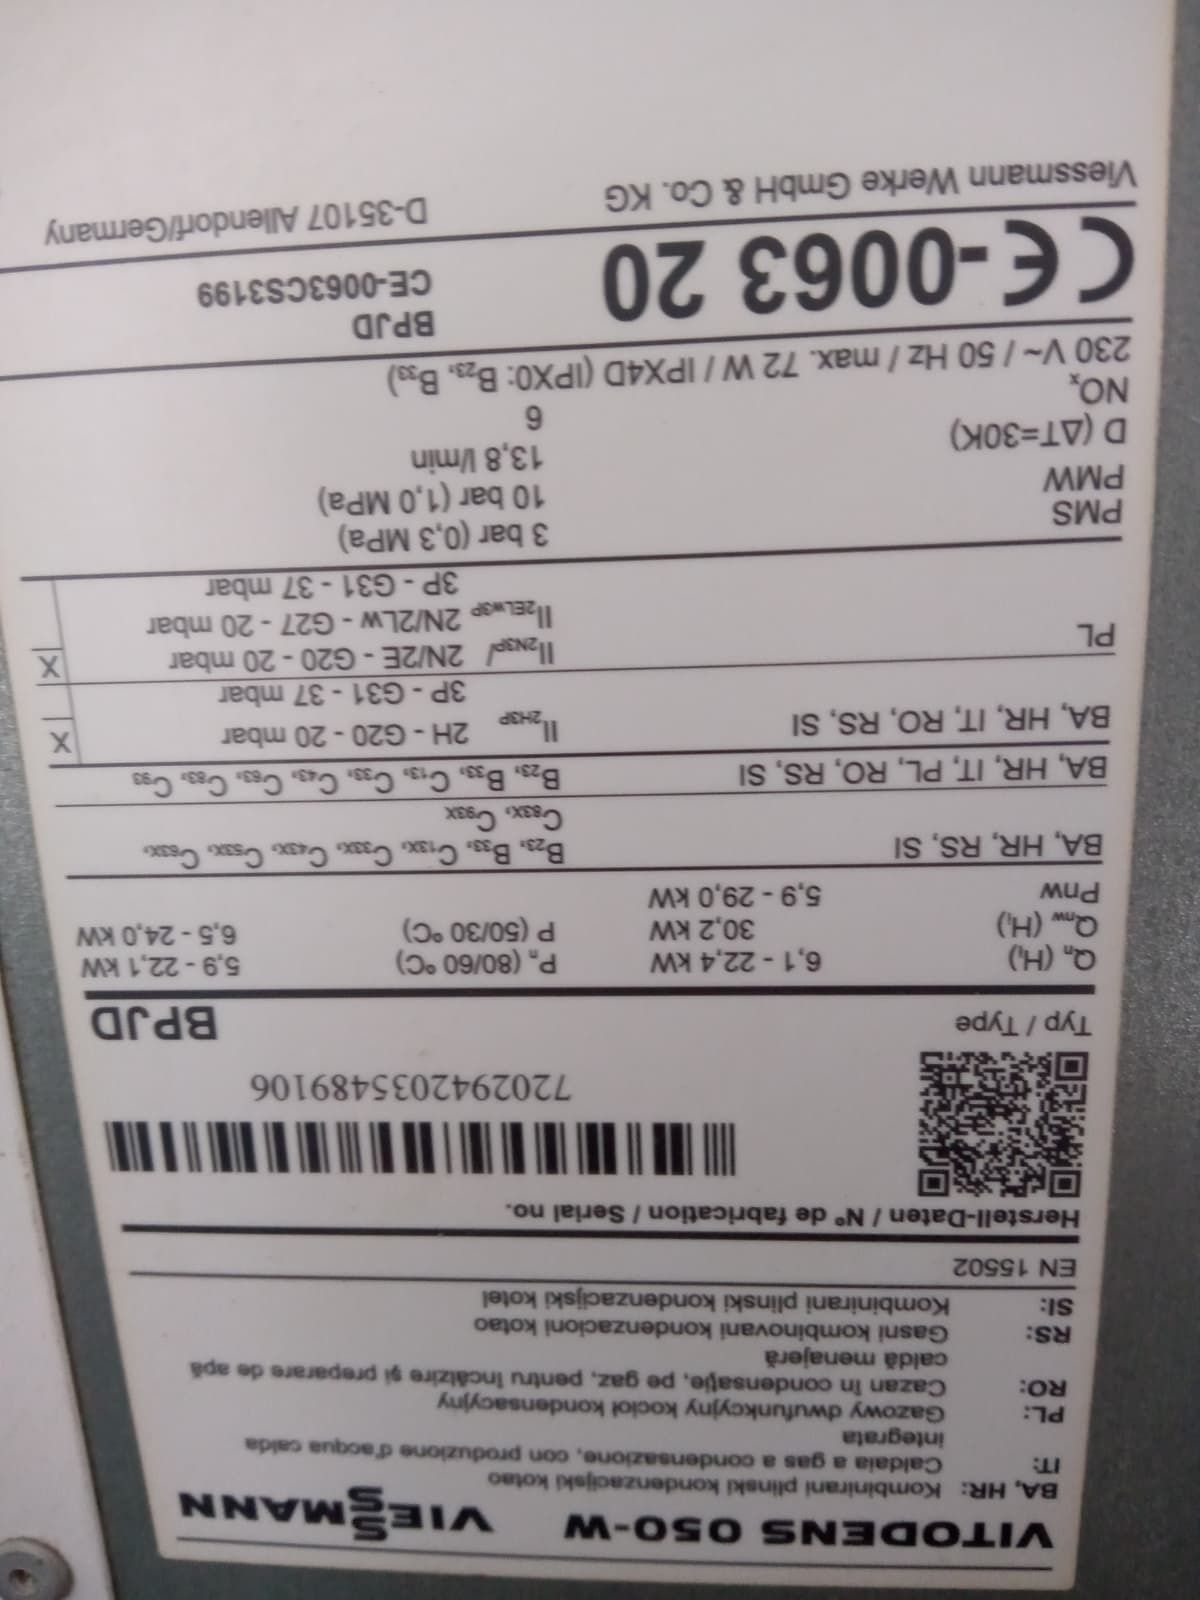 VITODENS 050-W VIESSMANN
BA, HR: Kombinirani plinski kondenzacijski kotao
IT: Caldaia a gas a condensazione, con produzione d'acqua calda
integrata
PL: Gazowy dwufunkcyjny kocioł kondensacyjny
RO: Cazan în condensaţie, pe gaz, pentru încălzire şi preparare de apă
caldă menajeră
RS: Gasni kombinovani kondenzacioni kotao
SI: Kombinirani plinski kondenzacijski kotel
EN 15502
Herstell-Daten / N° de fabrication / Serial no.
7202942035489106
Typ / Type BPJD
Qn (Hi) 6,1 - 22,4 kW Pn (80/60 °C) 5,9 - 22,1 kW
Qnw (Hi) 30,2 kW P (50/30 °C) 6,5 - 24,0 kW
Pnw 5,9 - 29,0 kW
BA, HR, RS, SI B23, B33, C13X, C33X, C43X, C53X, C63X,
C83X, C93X
BA, HR, IT, PL, RO, RS, SI B23, B33, C13, C33, C43, C63, C83, C93
BA, HR, IT, RO, RS, SI II2H3P 2H - G20 - 20 mbar X
3P - G31 - 37 mbar
PL II2N3P/ 2N/2E - G20 - 20 mbar X
II2ELw3P 2N/2Lw - G27 - 20 mbar
3P - G31 - 37 mbar
PMS 3 bar (0,3 MPa)
PMW 10 bar (1,0 MPa)
D (ΔT=30K) 13,8 l/min
NOx 6
230 V~ / 50 Hz / max. 72 W / IPX4D (IPX0: B23, B33)
CE-0063 20 BPJD
CE-0063CS3199
Viessmann Werke GmbH & Co. KG D-35107 Allendorf/Germany